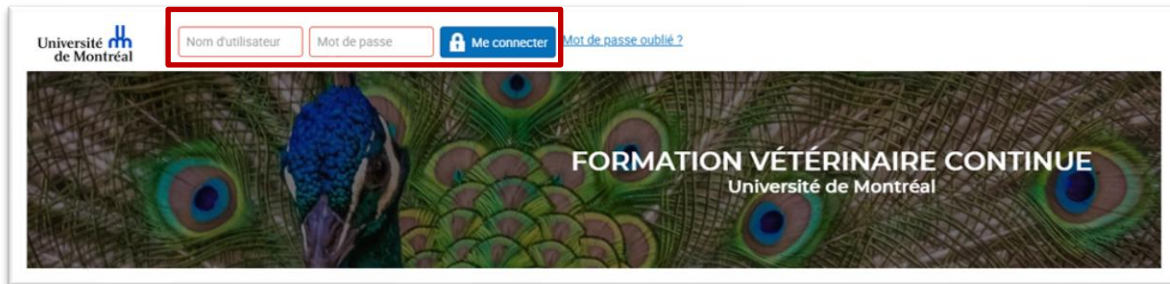 Université
de Montréal
Nom d'utilisateur
Mot de passe
Me connecter
Mot de passe oublié ?
FORMATION VÉTÉRINAIRE CONTINUE
Université de Montréal